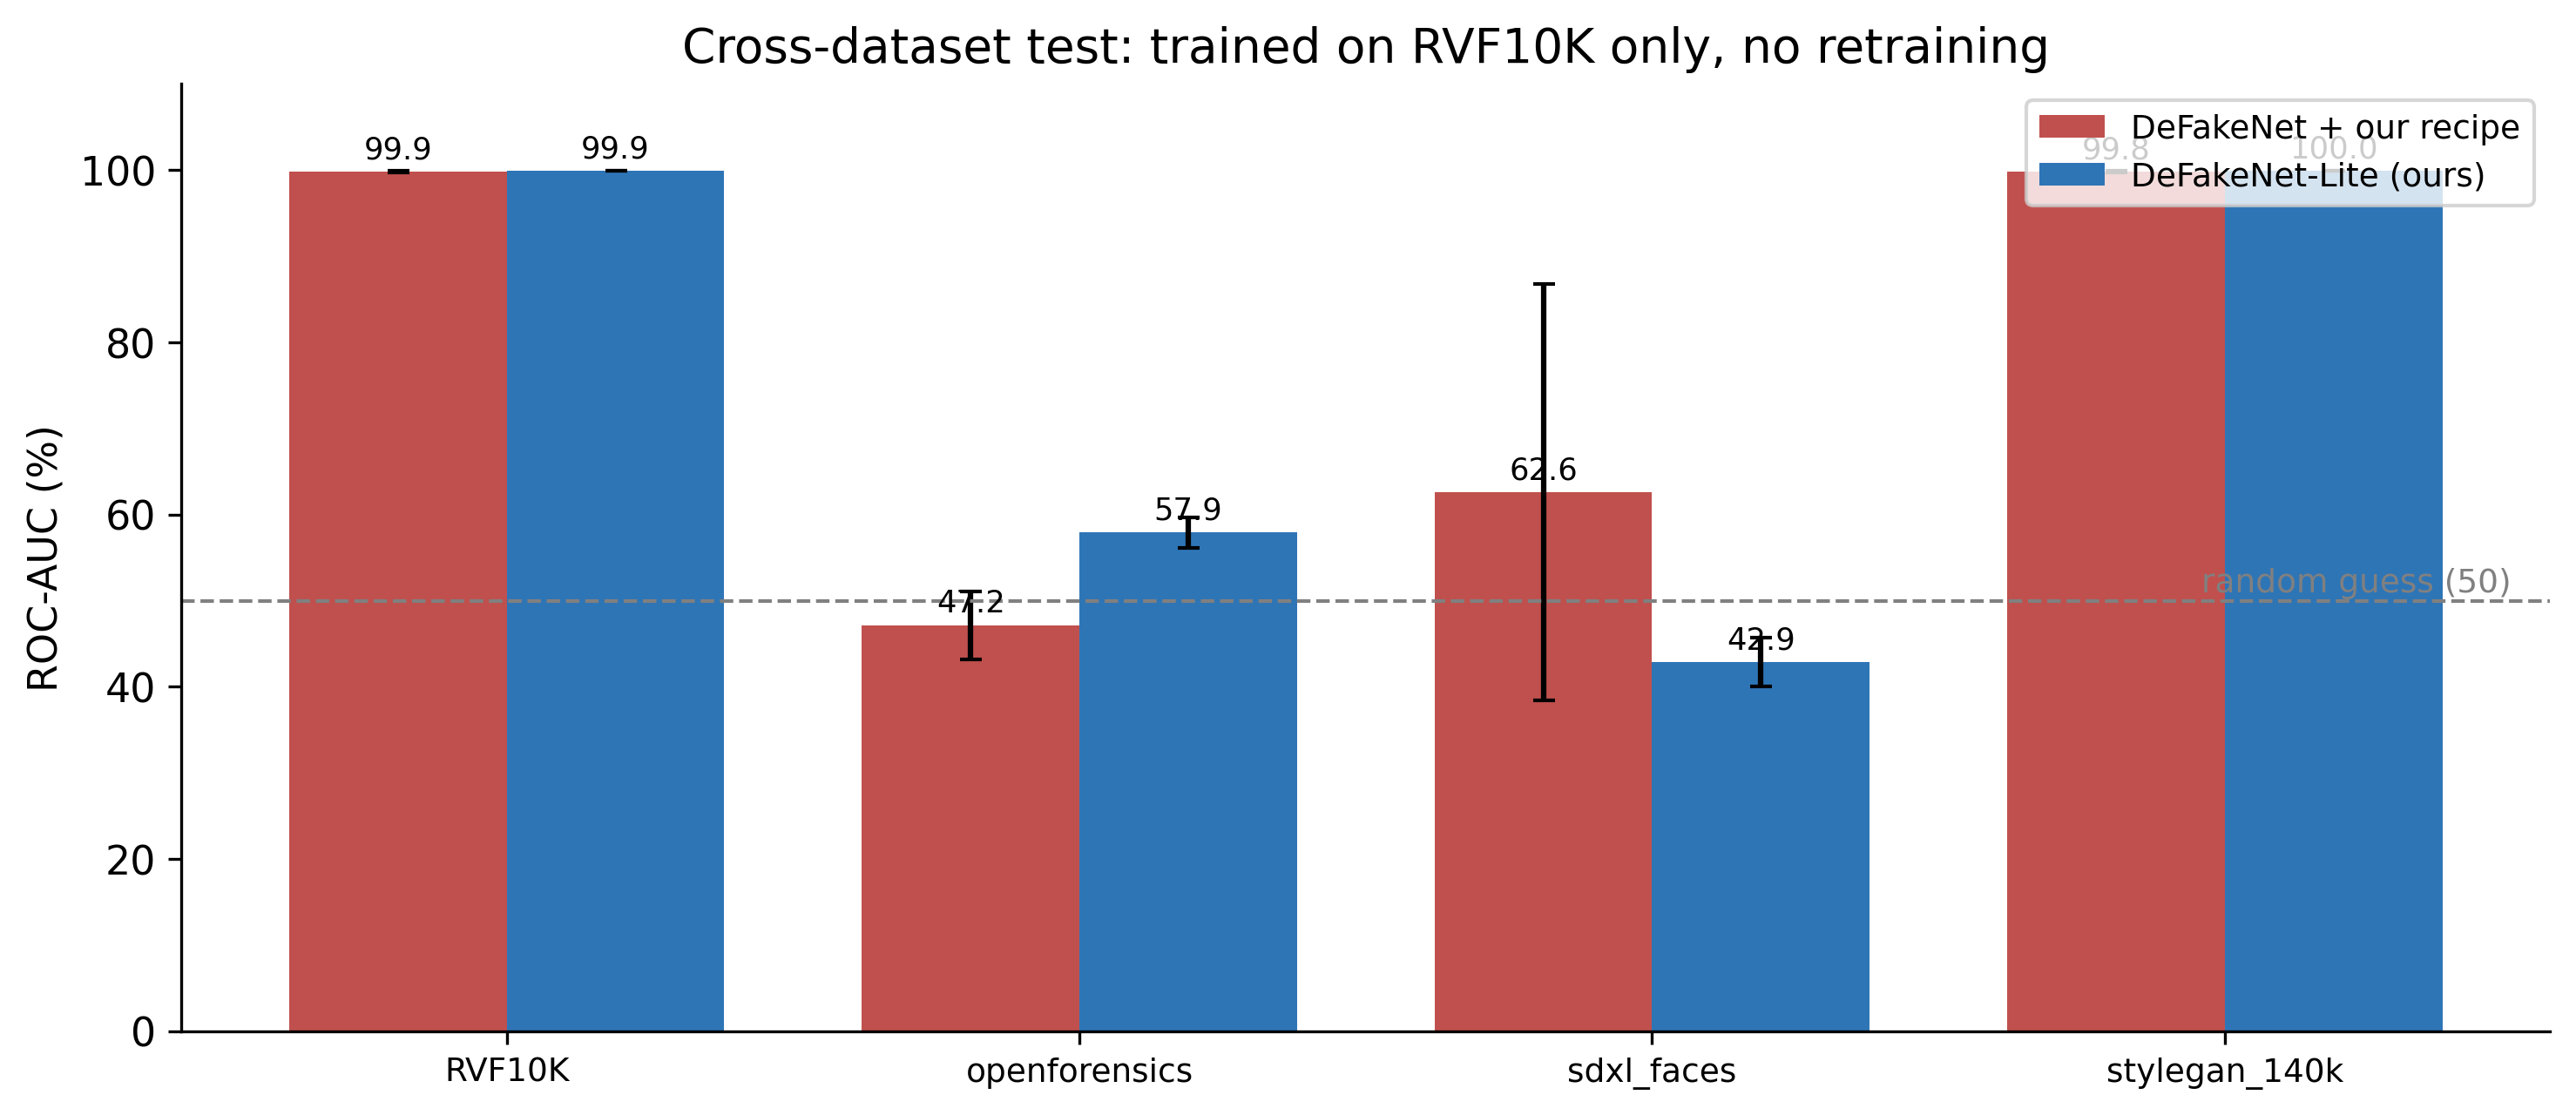 Cross-dataset test: trained on RVF10K only, no retraining
DeFakeNet + our recipe
DeFakeNet-Lite (ours)
99.9
99.9
99.8
100.0
100
80
60
40
20
0
ROC-AUC (%)
47.2
57.9
62.6
42.9
random guess (50)
RVF10K
openforensics
sdxl_faces
stylegan_140k